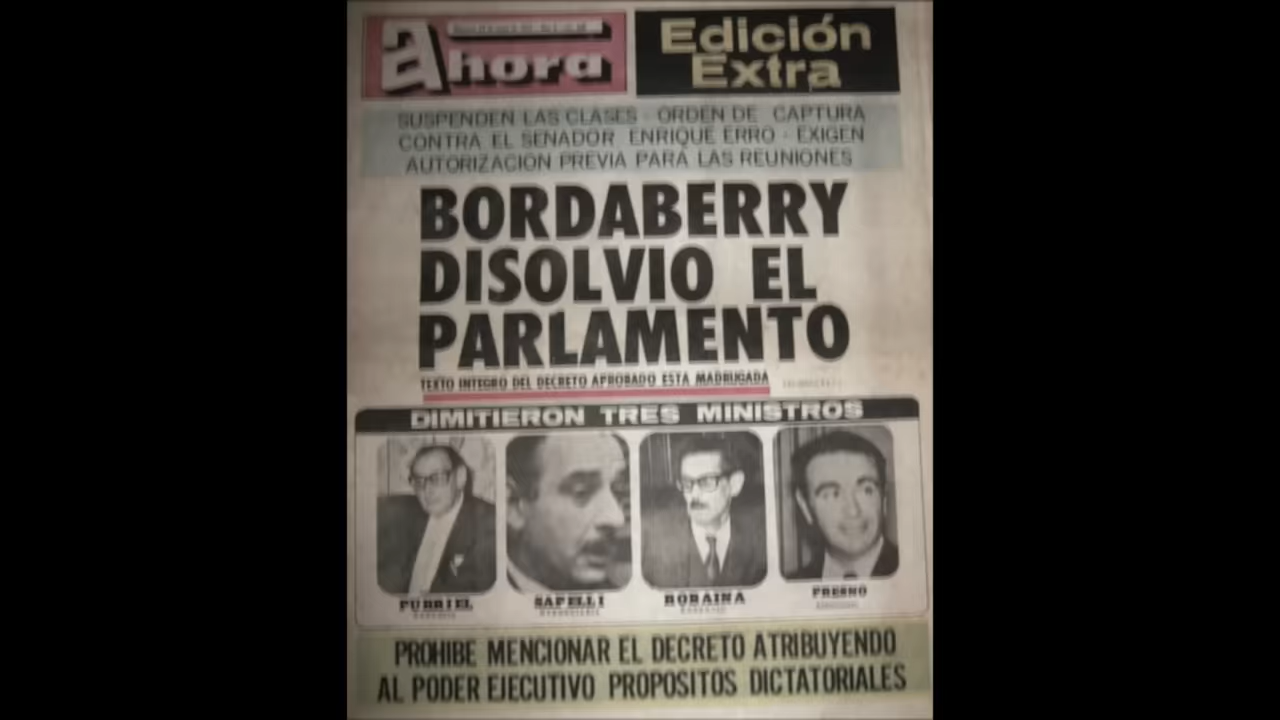 ahora
Edición
Extra
SUSPENDEN LAS CLASES - ORDEN DE CAPTURA
CONTRA EL SENADOR ENRIQUE ERRO - EXIGEN
AUTORIZACION PREVIA PARA LAS REUNIONES
BORDABERRY
DISOLVIO EL
PARLAMENTO
TEXTO INTEGRO DEL DECRETO APROBADO ESTA MADRUGADA
DIMITIERON TRES MINISTROS
PURRIEL
SAPELLI
ROBAINA
FRESNO
PROHIBE MENCIONAR EL DECRETO ATRIBUYENDO
AL PODER EJECUTIVO PROPOSITOS DICTATORIALES